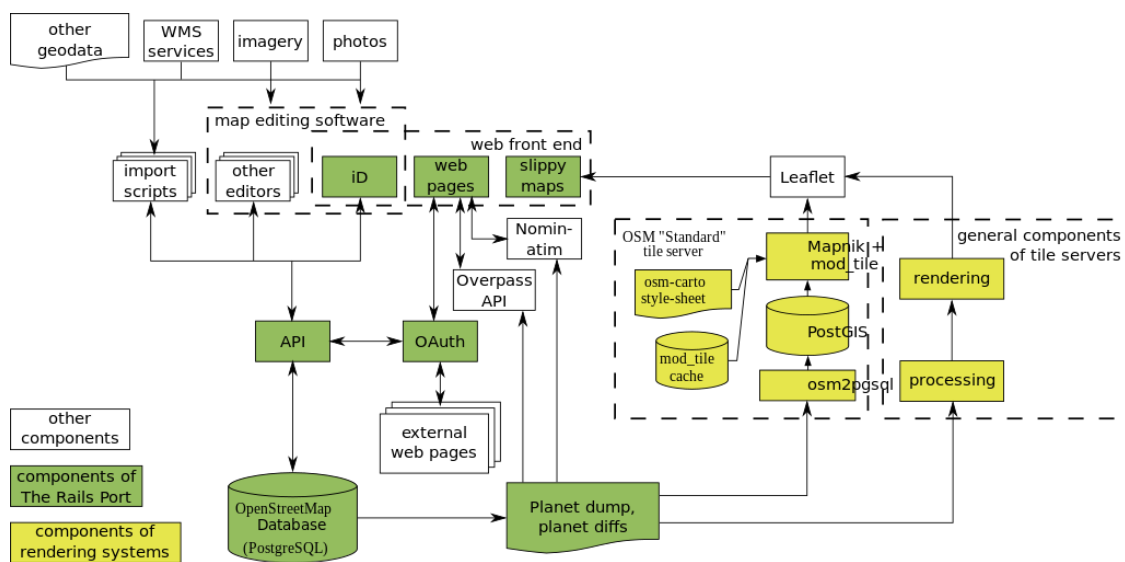 other
geodata
WMS
services
imagery
photos
map editing software
web front end
import
scripts
other
editors
iD
web
pages
slippy
maps
Leaflet
Nomin-
atim
OSM "Standard"
tile server
Mapnik +
mod_tile
general components
of tile servers
Overpass
API
osm-carto
style-sheet
rendering
PostGIS
API
OAuth
mod_tile
cache
osm2pgsql
processing
other
components
external
web pages
components of
The Rails Port
OpenStreetMap
Database
(PostgreSQL)
Planet dump,
planet diffs
components of
rendering systems